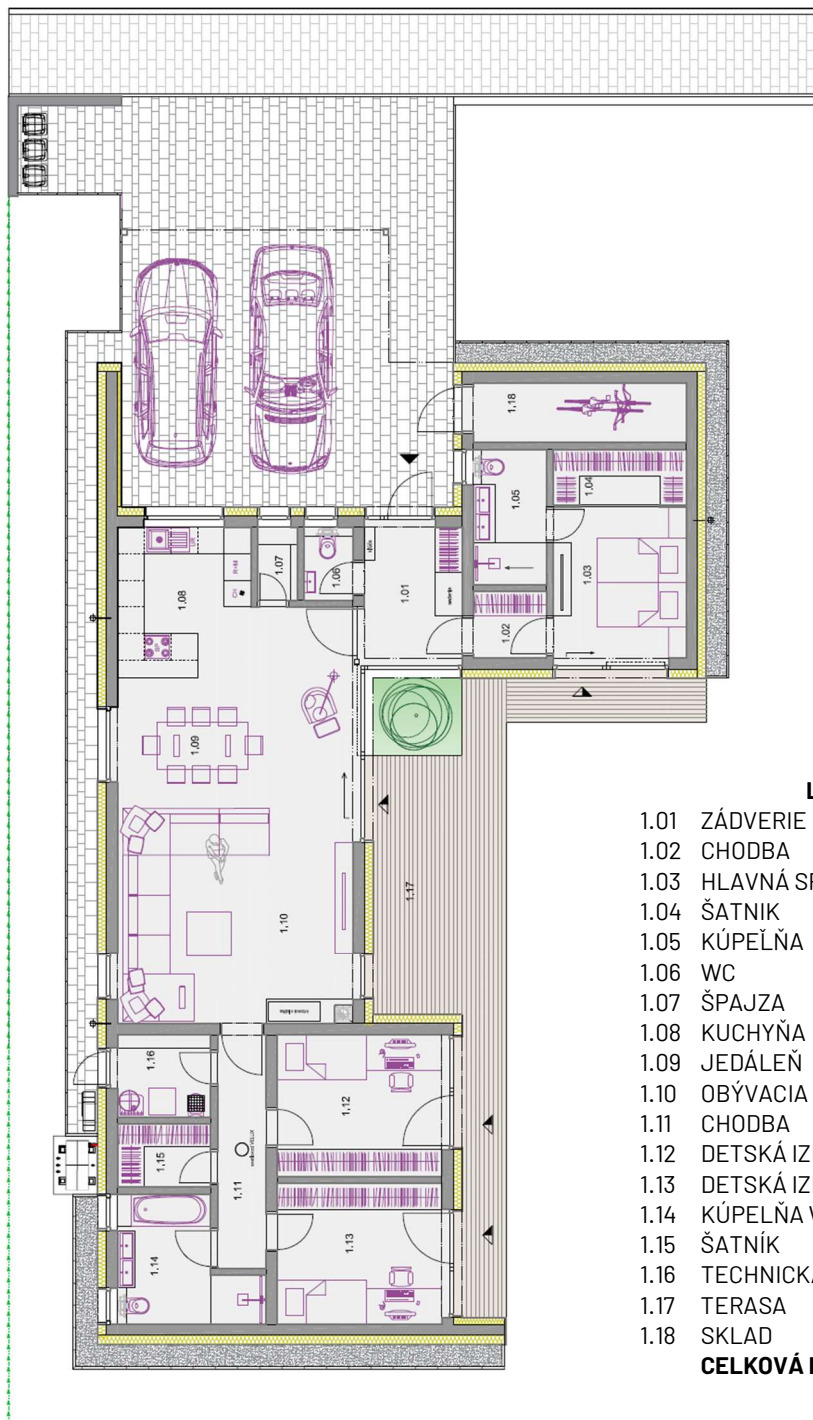 1.18
1.04
1.05
1.03
1.02
1.01
1.06
1.07
1.08
CH
R+M
UR
1.09
1.10
1.17
1.16
1.12
1.15
1.11
1.13
1.14
L
1.01 ZÁDVERIE
1.02 CHODBA
1.03 HLAVNÁ SP
1.04 ŠATNIK
1.05 KÚPEĽŇA
1.06 WC
1.07 ŠPAJZA
1.08 KUCHYŇA
1.09 JEDÁLEŇ
1.10 OBÝVACIA
1.11 CHODBA
1.12 DETSKÁ IZ
1.13 DETSKÁ IZ
1.14 KÚPELŇA V
1.15 ŠATNÍK
1.16 TECHNICKÁ
1.17 TERASA
1.18 SKLAD
CELKOVÁ